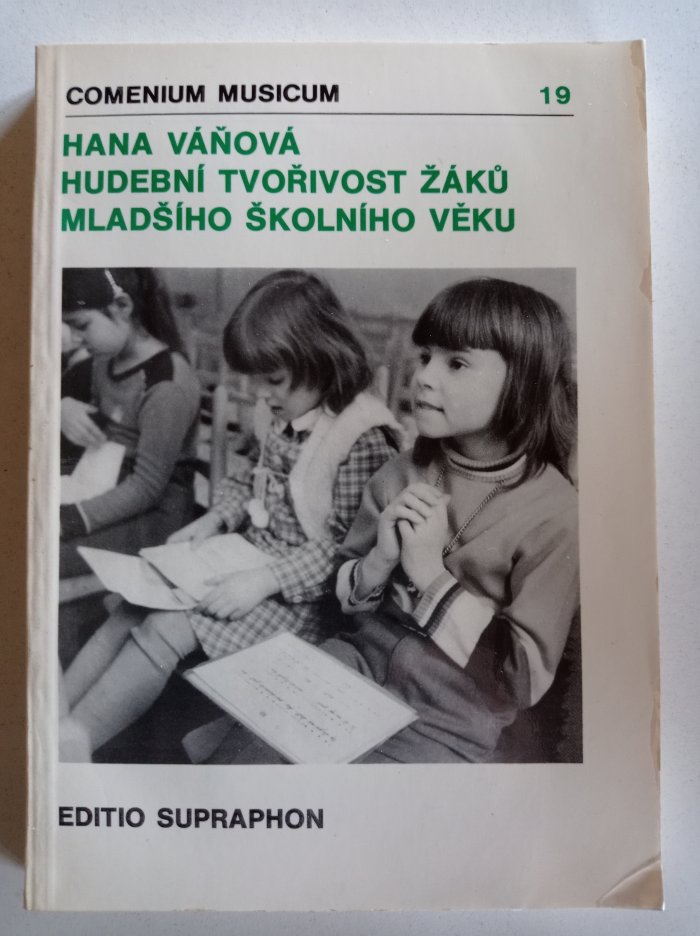 COMENIUM MUSICUM 19
HANA VÁŇOVÁ
HUDEBNÍ TVOŘIVOST ŽÁKŮ
MLADŠÍHO ŠKOLNÍHO VĚKU
EDITIO SUPRAPHON